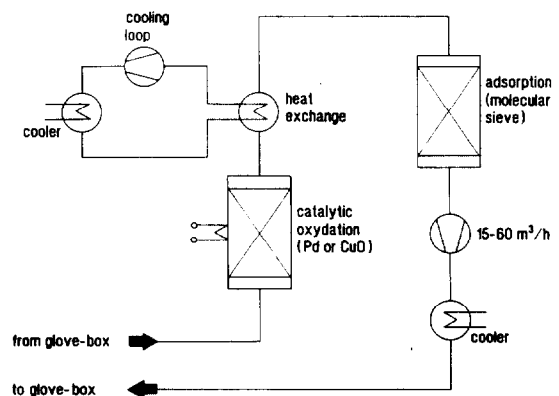 cooling
loop
cooler
heat
exchange
adsorption
(molecular
sieve)
catalytic
oxydation
(Pd or CuO)
15-60 m³/h
cooler
from glove-box
to glove-box